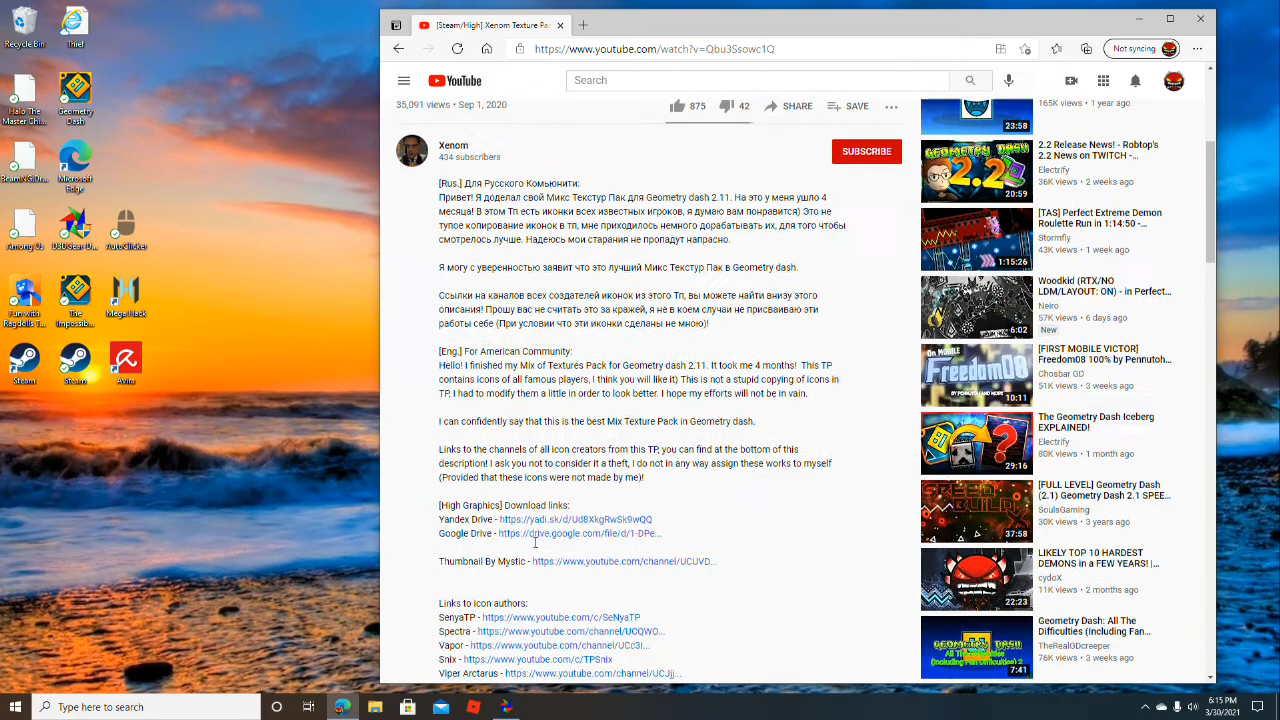 Recycle Bin
Thief
Halo The
Master Chi...
Geometry
Dash
BeamNG.Dr...
Microsoft
Edge
Among Us
AutoClicker
Fun with
Ragdolls T...
The
Impossib...
Mega Hack
Steam
Steam
Avira
[Steam/High] Xenom Texture Pac
https://www.youtube.com/watch?v=Qbu3Ssowc1Q
Not syncing
YouTube
Search
35,091 views • Sep 1, 2020
875
42
SHARE
SAVE
Xenom
434 subscribers
SUBSCRIBE
[Rus.] Для Русского Комьюнити:
Привет! Я доделал свой Микс Текстур Пак для Geometry dash 2.11. На это у меня ушло 4
месяца! В этом Тп есть иконки всех известных игроков, я думаю вам понравится) Это не
тупое копирование иконок в тп, мне приходилось немного дорабатывать их, для того чтобы
смотрелось лучше. Надеюсь мои старания не пропадут напрасно.
Я могу с уверенностью заявит что это лучший Микс Текстур Пак в Geometry dash.
Ссылки на каналов всех создателей иконок из этого Тп, вы можете найти внизу этого
описания! Прошу вас не считать это за кражей, я не в коем случаи не присваиваю эти
работы себе (При условии что эти иконки сделаны не мною)!
[Eng.] For American Community:
Hello! I finished my Mix of Textures Pack for Geometry dash 2.11. It took me 4 months! This TP
contains icons of all famous players, I think you will like it) This is not a stupid copying of icons in
TP, I had to modify them a little in order to look better. I hope my efforts will not be in vain.
I can confidently say that this is the best Mix Texture Pack in Geometry dash.
Links to the channels of all icon creators from this TP, you can find at the bottom of this
description! I ask you not to consider it a theft, I do not in any way assign these works to myself
(Provided that these icons were not made by me)!
[High Graphics] Download links:
Yandex Drive - https://yadi.sk/d/Ud8XkgRwSk9wQQ
Google Drive - https://drive.google.com/file/d/1-DPe...
Thumbnail By Mystic - https://www.youtube.com/channel/UCUVD...
Links to icon authors:
SenyaTP - https://www.youtube.com/c/SeNyaTP
Spectra - https://www.youtube.com/channel/UCQWO...
Vapor - https://www.youtube.com/channel/UCc3I...
Snix - https://www.youtube.com/c/TPSnix
Viper Arctarus - https://www.youtube.com/channel/UCJjj...
165K views • 1 year ago
23:58
2.2 Release News! - Robtop's
2.2 News on TWITCH -...
Electrify
36K views • 2 weeks ago
GEOMETRY DASH
2.2
20:59
[TAS] Perfect Extreme Demon
Roulette Run in 1:14:50 -...
Stormfly
43K views • 1 week ago
1:15:26
Woodkid (RTX/NO
LDM/LAYOUT: ON) - in Perfect...
Neiro
57K views • 6 days ago
New
6:02
[FIRST MOBILE VICTOR]
Freedom08 100% by Pennutoh...
Chosbar GD
51K views • 3 weeks ago
ON MOBILE
Freedom08
10:11
The Geometry Dash Iceberg
EXPLAINED!
Electrify
80K views • 1 month ago
29:16
[FULL LEVEL] Geometry Dash
(2.1) Geometry Dash 2.1 SPEE...
SoulsGaming
30K views • 3 years ago
SPEED
BUILD
37:58
LIKELY TOP 10 HARDEST
DEMONS in a FEW YEARS! |...
cydoX
11K views • 2 months ago
22:23
Geometry Dash: All The
Difficulties (Including Fan...
TheRealGDcreeper
76K views • 3 weeks ago
GEOMETRY DASH
7:41
Type here to search
6:15 PM
3/30/2021